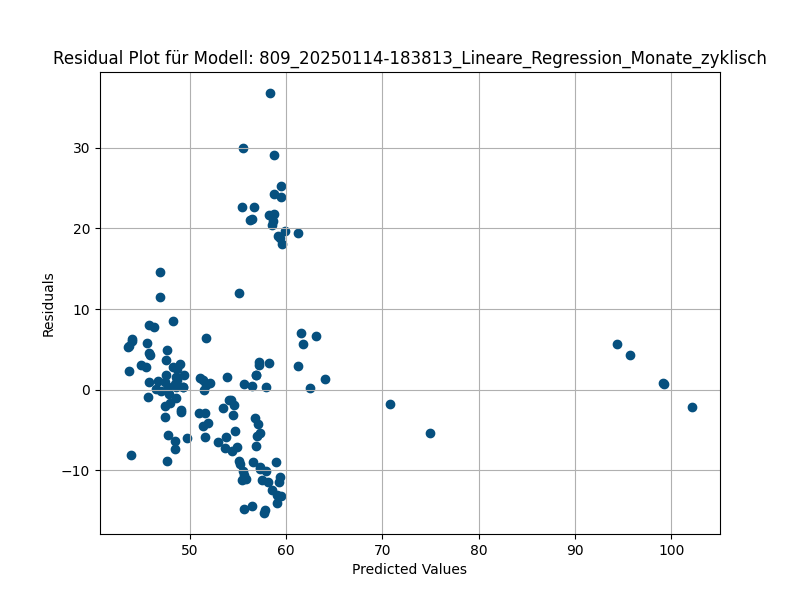 Residual Plot für Modell: 809_20250114-183813_Lineare_Regression_Monate_zyklisch
30
20
10
0
−10
Residuals
50 60 70 80 90 100
Predicted Values